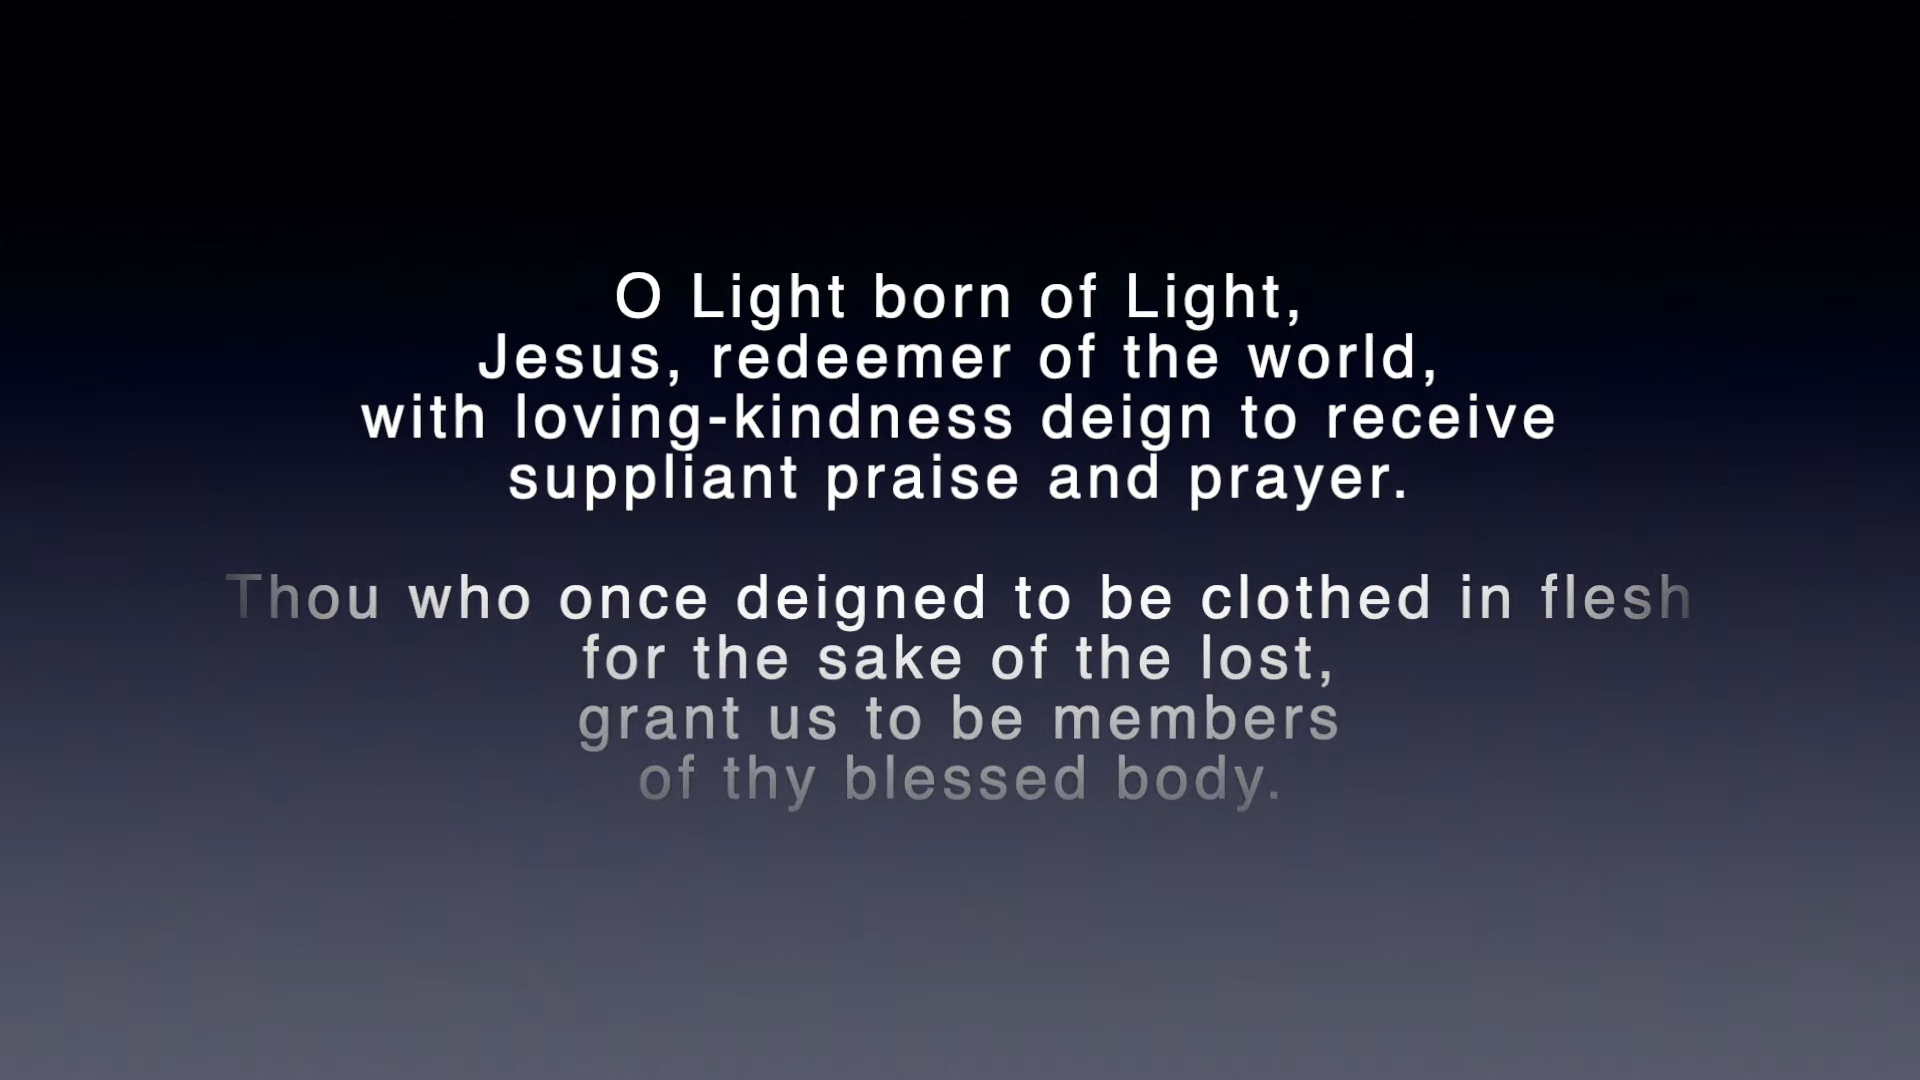 O Light born of Light,
Jesus, redeemer of the world,
with loving-kindness deign to receive
suppliant praise and prayer.
Thou who once deigned to be clothed in flesh
for the sake of the lost,
grant us to be members
of thy blessed body.